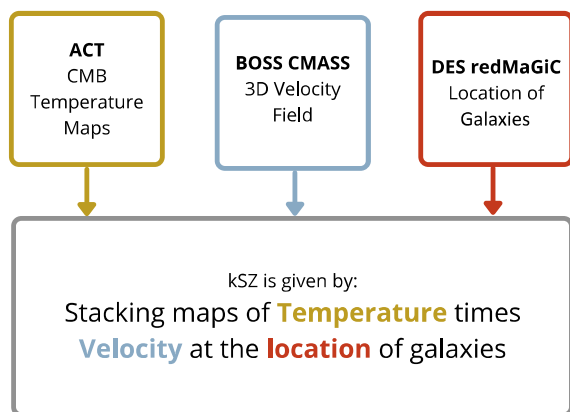 ACT
CMB
Temperature
Maps
BOSS CMASS
3D Velocity
Field
DES redMaGiC
Location of
Galaxies
kSZ is given by:
Stacking maps of Temperature times
Velocity at the location of galaxies